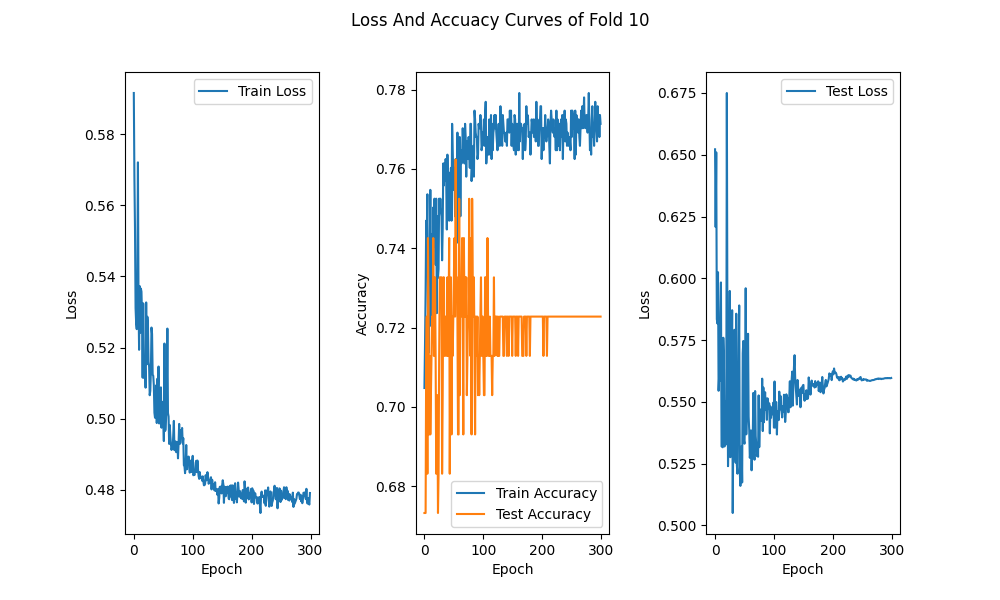 Loss And Accuacy Curves of Fold 10
Train Loss
0.58
0.56
0.54
0.52
0.50
0.48
Loss
0 100 200 300
Epoch
0.78
0.76
0.74
0.72
0.70
0.68
Accuracy
Train Accuracy
Test Accuracy
0 100 200 300
Epoch
Test Loss
0.675
0.650
0.625
0.600
0.575
0.550
0.525
0.500
Loss
0 100 200 300
Epoch